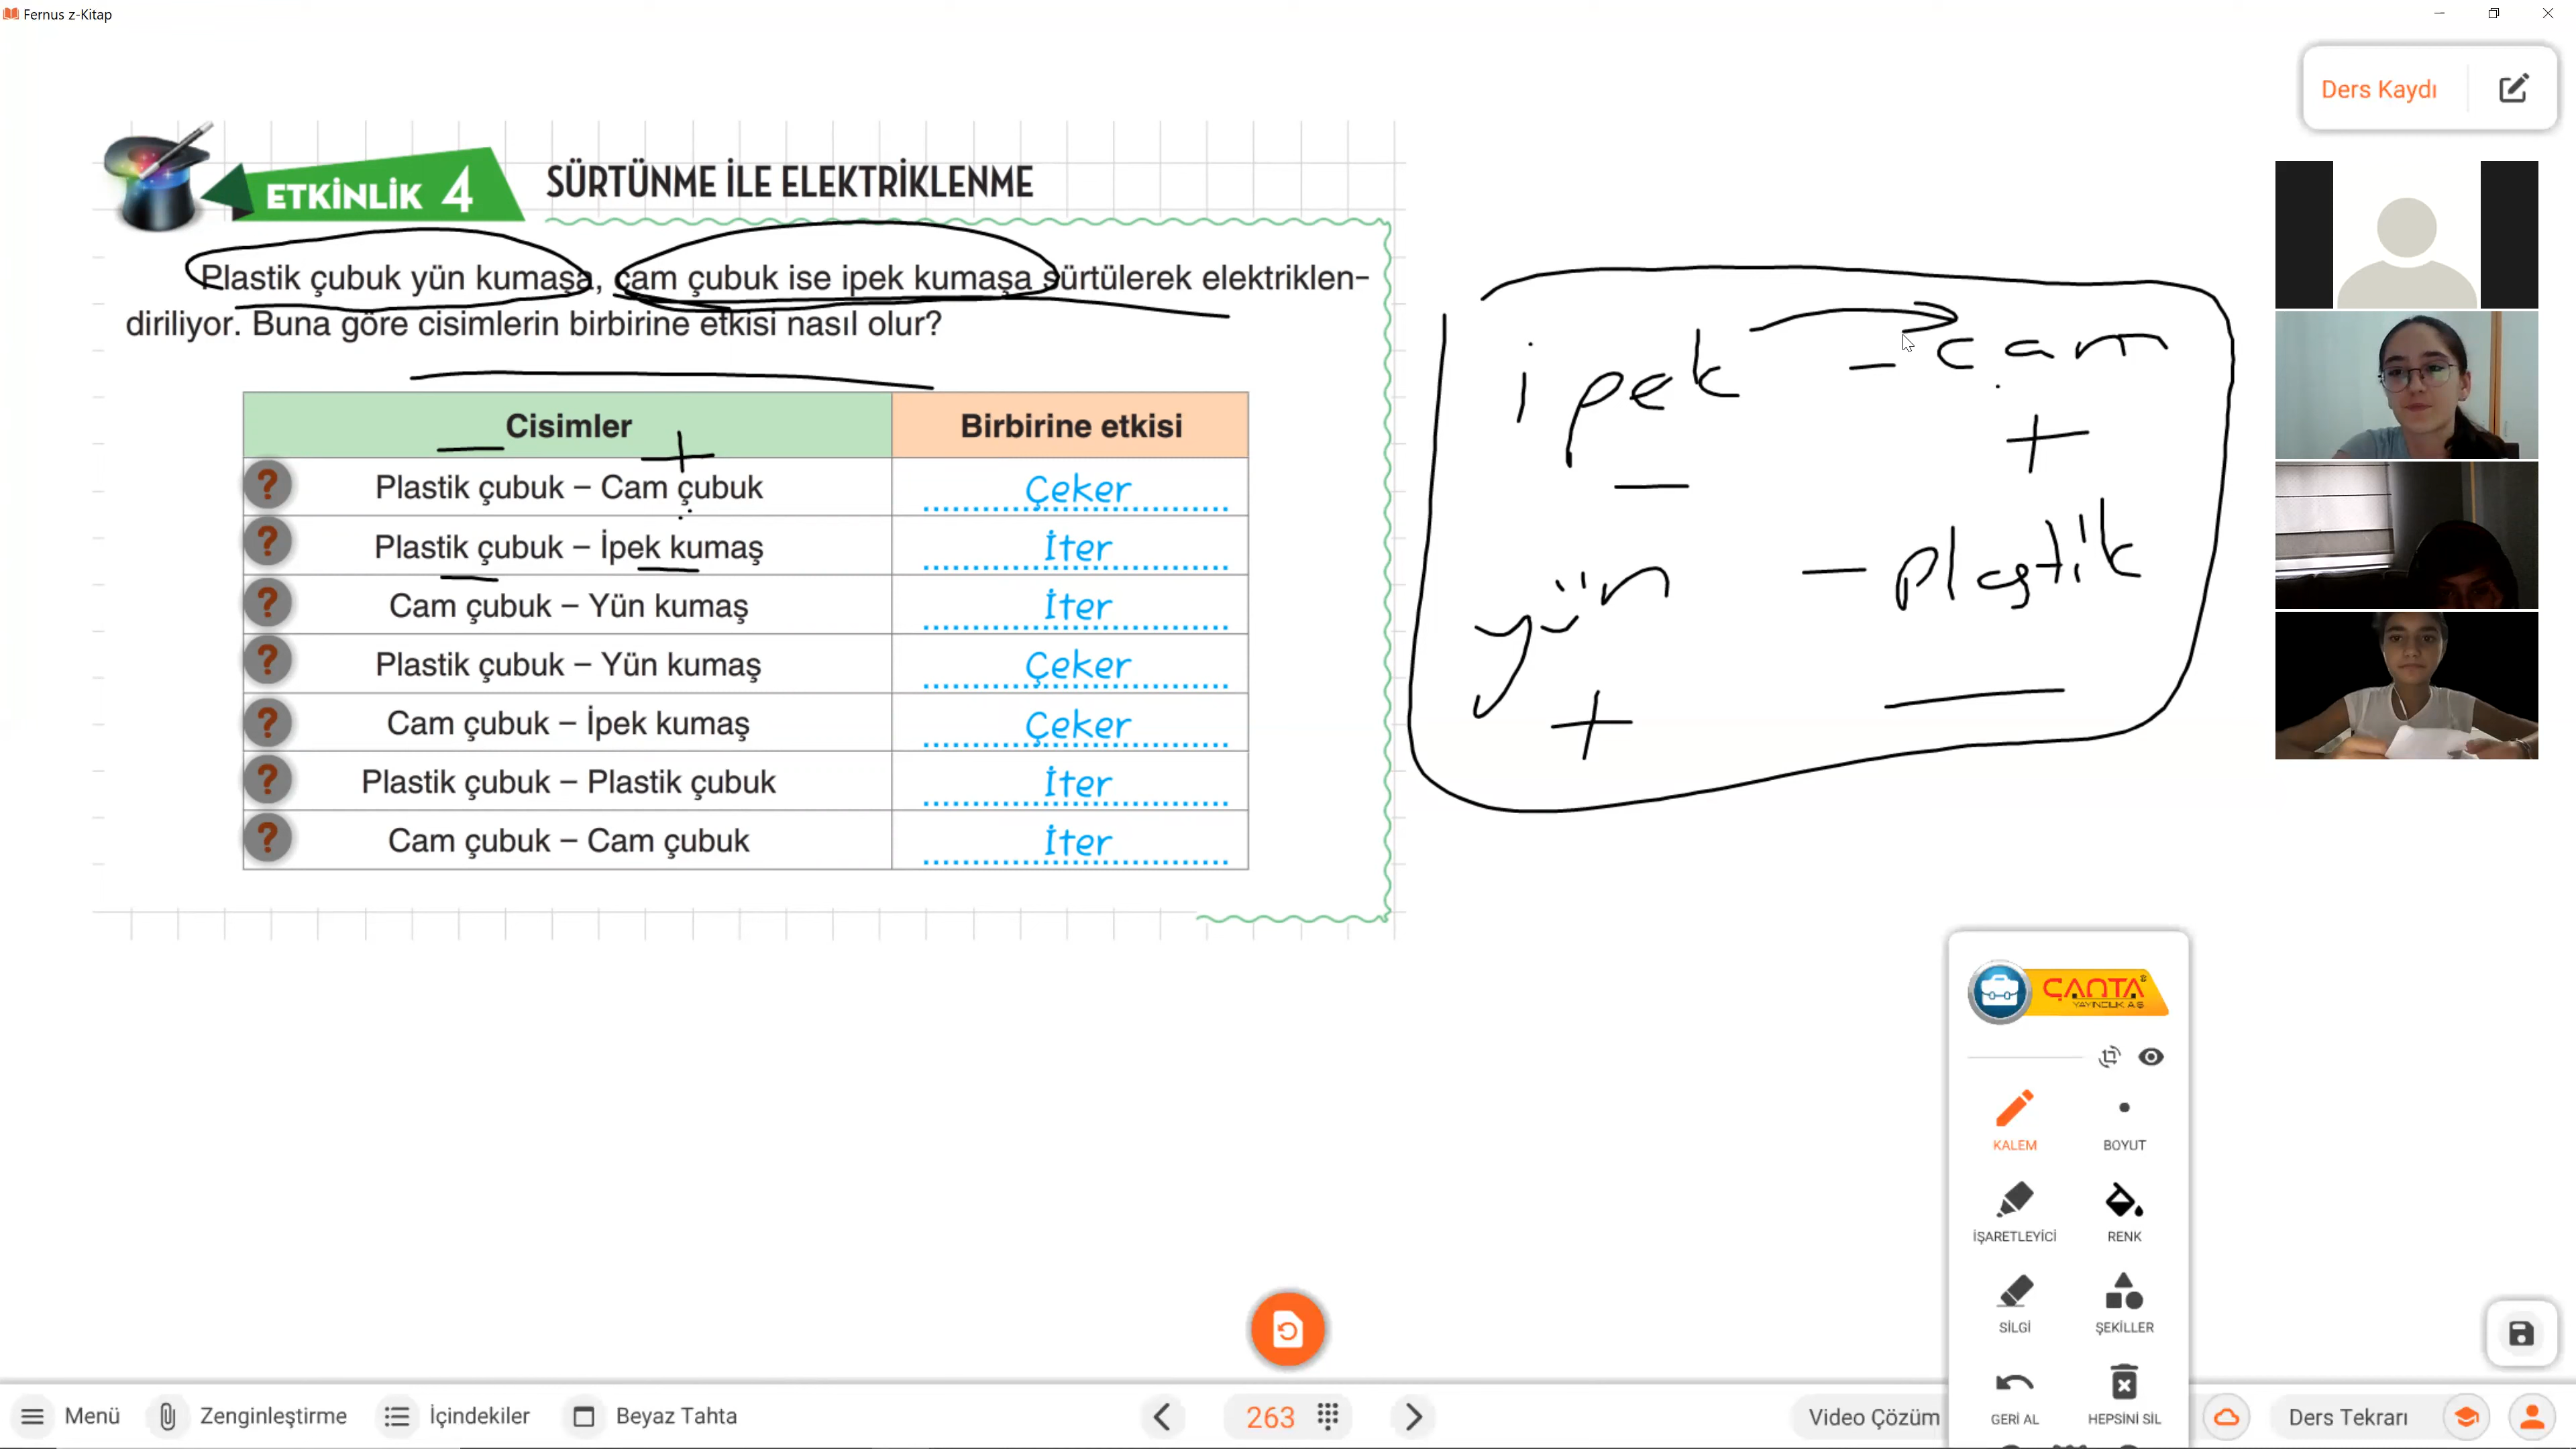 Fernus z-Kitap
Ders Kaydı
ETKİNLİK 4
SÜRTÜNME İLE ELEKTRİKLENME
Plastik çubuk yün kumaşa, cam çubuk ise ipek kumaşa sürtülerek elektriklen-
diriliyor. Buna göre cisimlerin birbirine etkisi nasıl olur?
Cisimler Birbirine etkisi
? Plastik çubuk – Cam çubuk Çeker
? Plastik çubuk – İpek kumaş İter
? Cam çubuk – Yün kumaş İter
? Plastik çubuk – Yün kumaş Çeker
? Cam çubuk – İpek kumaş Çeker
? Plastik çubuk – Plastik çubuk İter
? Cam çubuk – Cam çubuk İter
— +
ipek – cam
— +
yün – plastik
+ —
ÇANTA
YAYINCILIK A.Ş
KALEM BOYUT
İŞARETLEYİCİ RENK
SİLGİ ŞEKİLLER
GERİ AL HEPSİNİ SİL
Menü Zenginleştirme İçindekiler Beyaz Tahta 263 Video Çözüm Ders Tekrarı